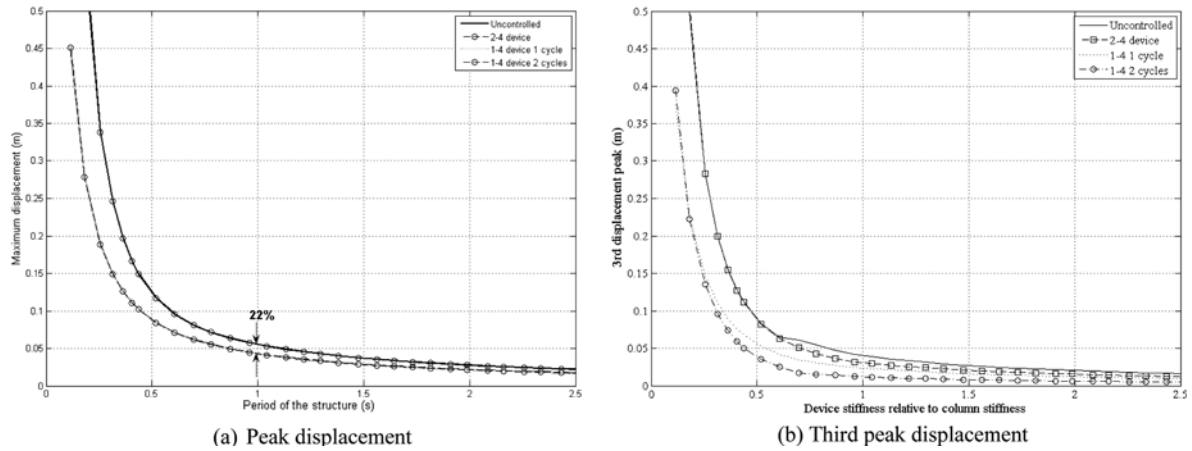 Uncontrolled
2-4 device
1-4 device 1 cycle
1-4 device 2 cycles
0.5
0.45
0.4
0.35
0.3
0.25
0.2
0.15
0.1
0.05
0
Maximum displacement (m)
22%
0.5
1
1.5
2
2.5
Period of the structure (s)
(a) Peak displacement
Uncontrolled
2-4 device
1-4 1 cycle
1-4 2 cycles
0.5
0.45
0.4
0.35
0.3
0.25
0.2
0.15
0.1
0.05
0
3rd displacement peak (m)
0
0.5
1
1.5
2
2.5
Device stiffness relative to column stiffness
(b) Third peak displacement